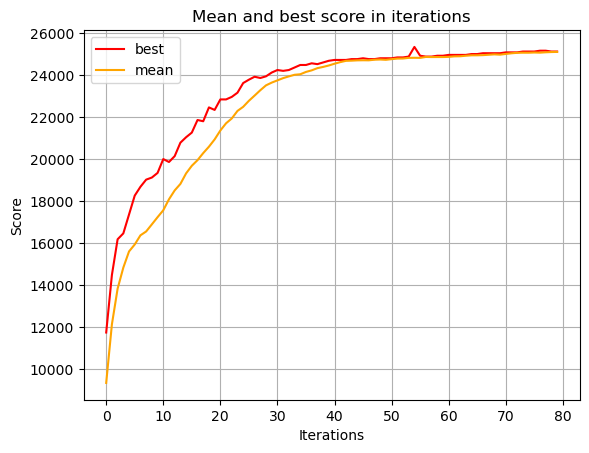 Mean and best score in iterations
best
mean
26000
24000
22000
20000
18000
16000
14000
12000
10000
Score
0 10 20 30 40 50 60 70 80
Iterations